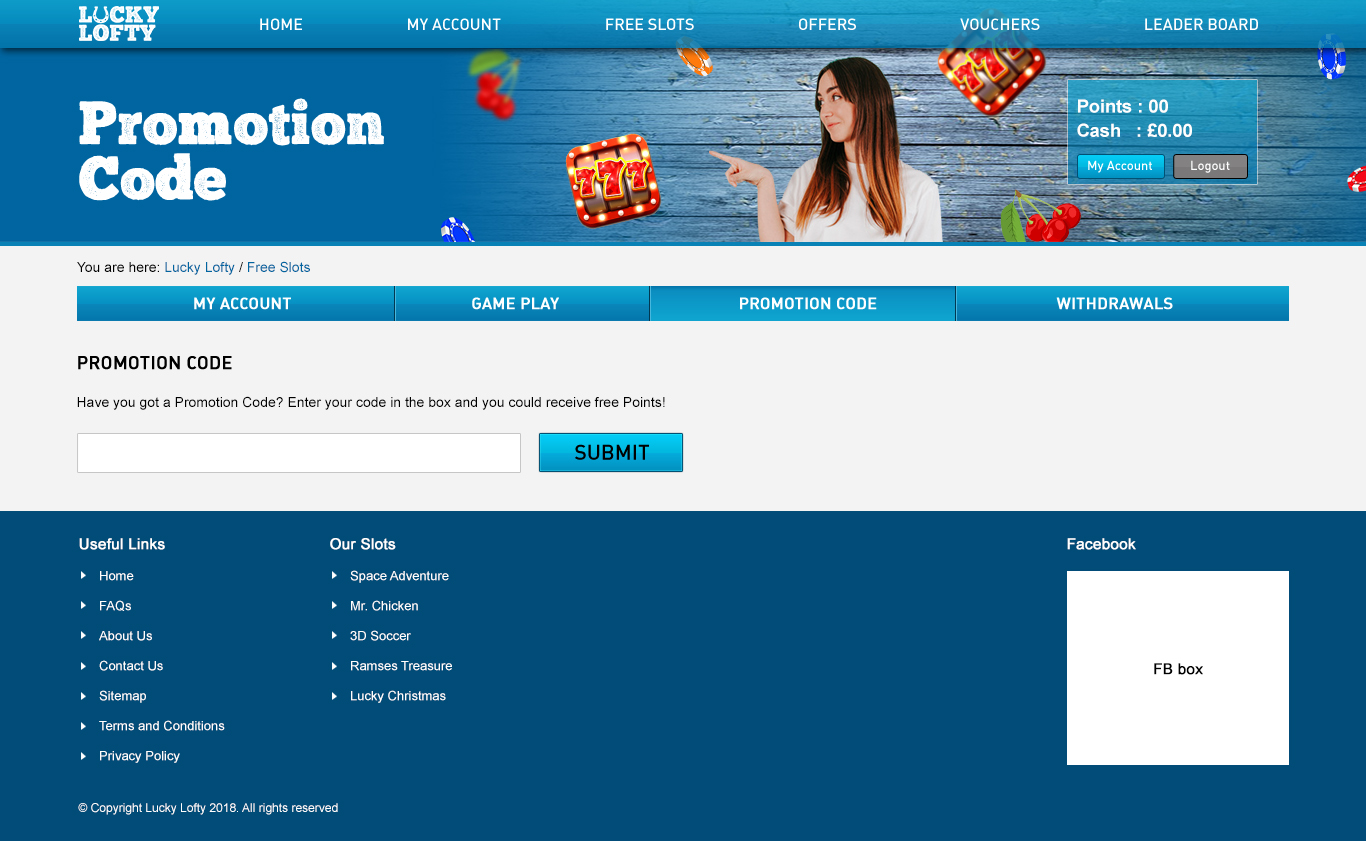 LUCKY
LOFTY
HOME MY ACCOUNT FREE SLOTS OFFERS VOUCHERS LEADER BOARD
Promotion
Code
777
777
Points : 00
Cash : £0.00
My Account Logout
You are here: Lucky Lofty / Free Slots
MY ACCOUNT GAME PLAY PROMOTION CODE WITHDRAWALS
PROMOTION CODE
Have you got a Promotion Code? Enter your code in the box and you could receive free Points!
SUBMIT
Useful Links
Home
FAQs
About Us
Contact Us
Sitemap
Terms and Conditions
Privacy Policy
Our Slots
Space Adventure
Mr. Chicken
3D Soccer
Ramses Treasure
Lucky Christmas
Facebook
FB box
© Copyright Lucky Lofty 2018. All rights reserved